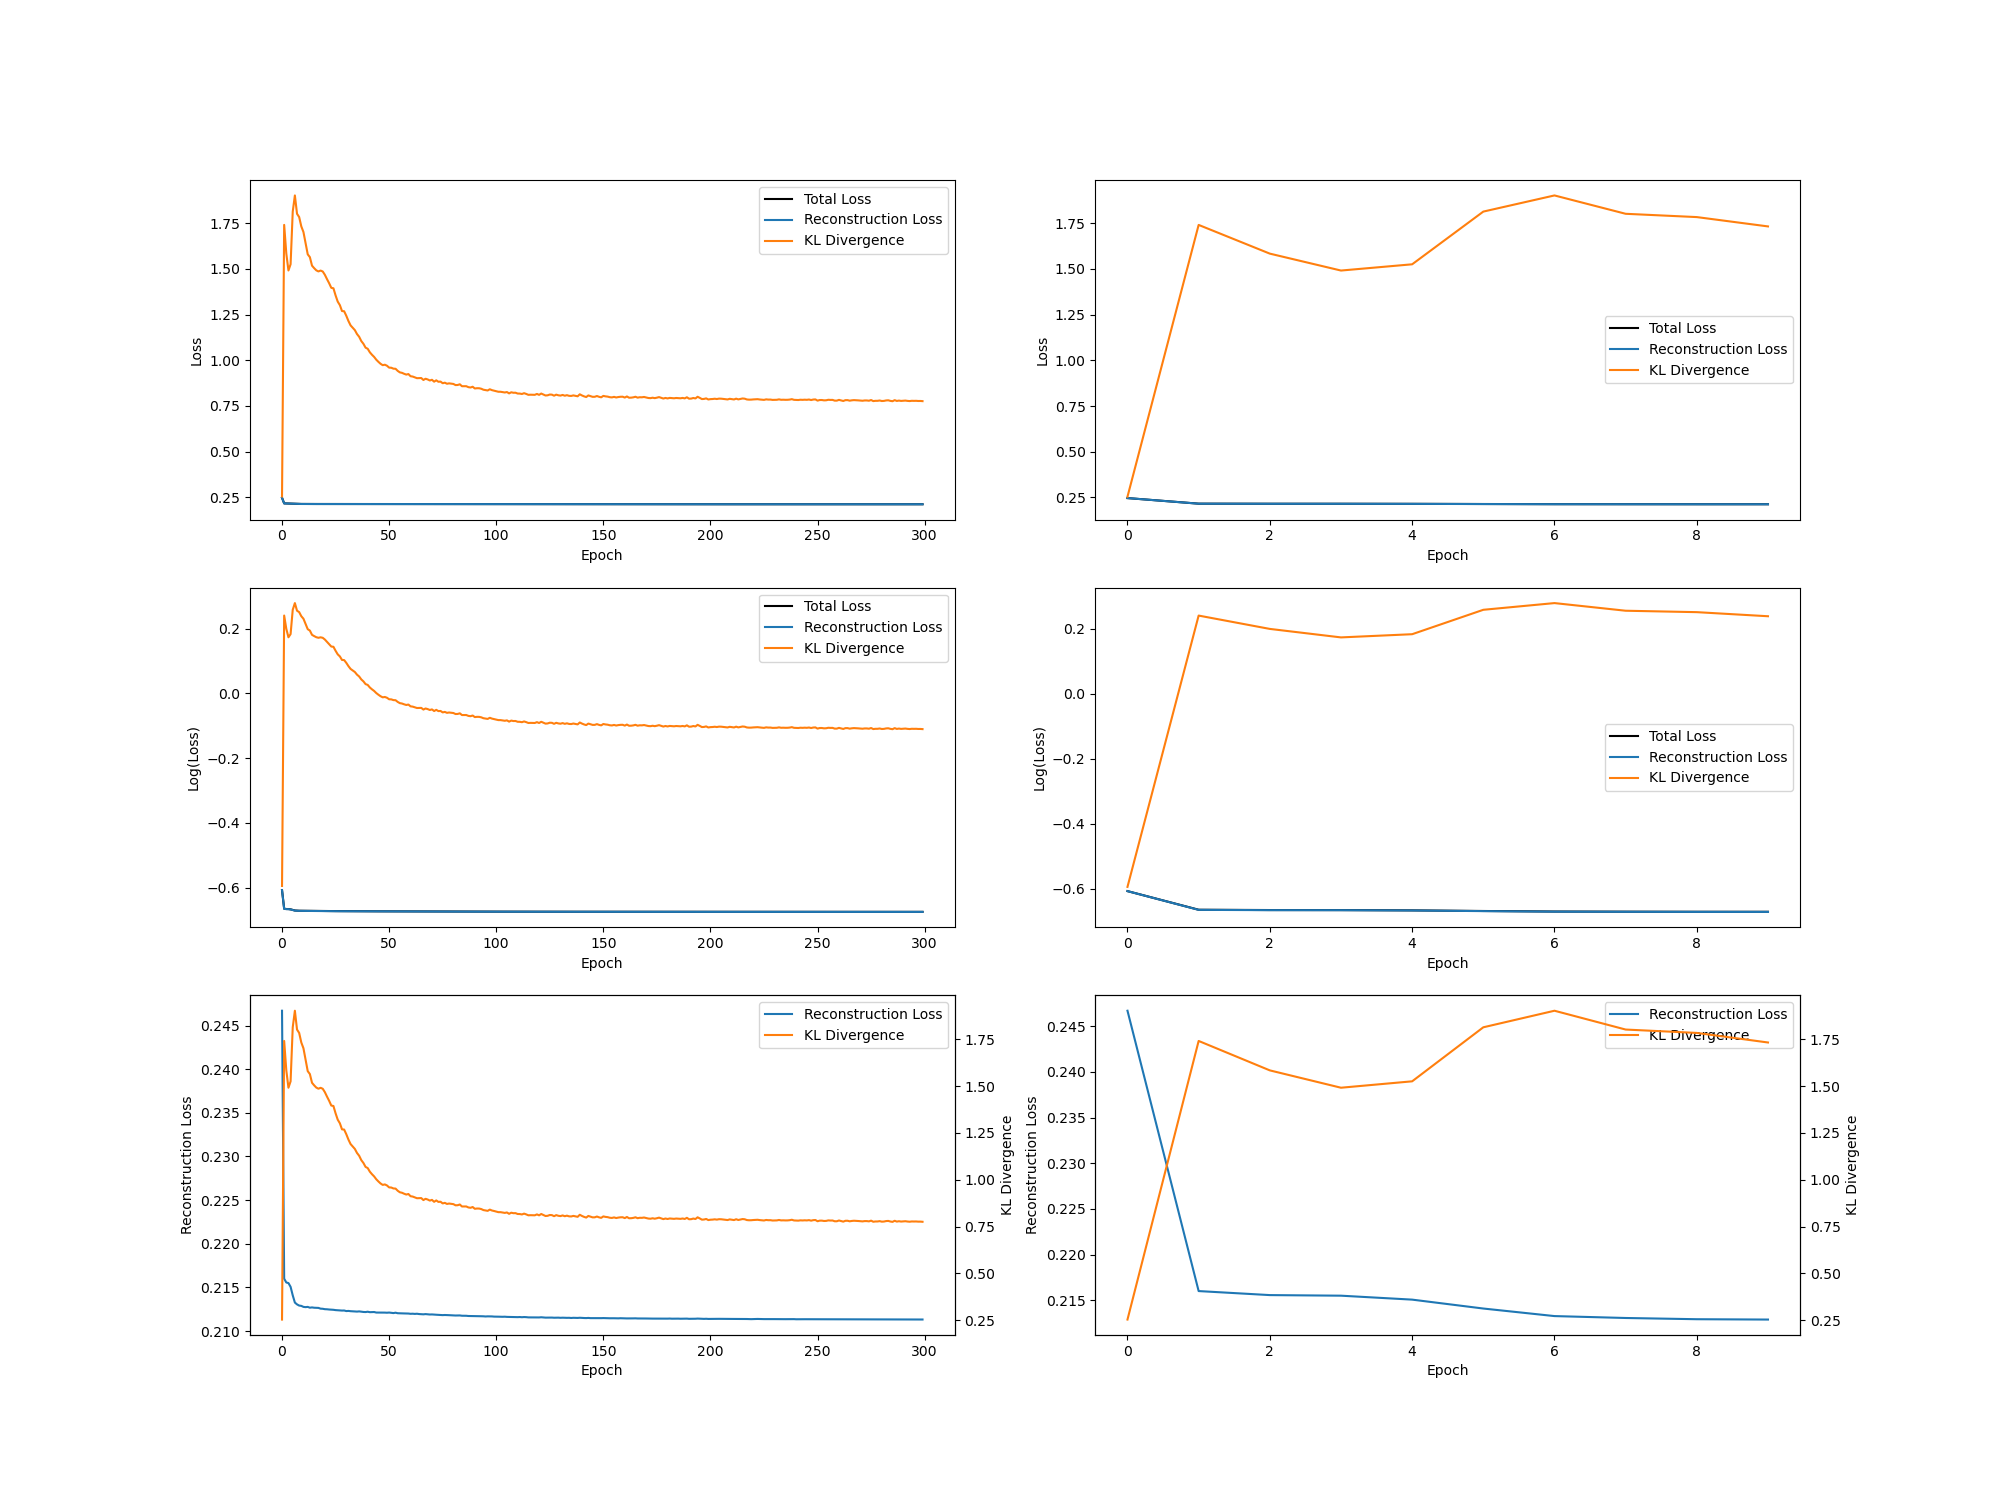 Total Loss
Reconstruction Loss
KL Divergence
1.75
1.50
1.25
1.00
0.75
0.50
0.25
Loss
0 50 100 150 200 250 300
Epoch
Total Loss
Reconstruction Loss
KL Divergence
1.75
1.50
1.25
1.00
0.75
0.50
0.25
Loss
0 2 4 6 8
Epoch
Total Loss
Reconstruction Loss
KL Divergence
0.2
0.0
−0.2
−0.4
−0.6
Log(Loss)
0 50 100 150 200 250 300
Epoch
Total Loss
Reconstruction Loss
KL Divergence
0.2
0.0
−0.2
−0.4
−0.6
Log(Loss)
0 2 4 6 8
Epoch
Reconstruction Loss
KL Divergence
0.245
0.240
0.235
0.230
0.225
0.220
0.215
0.210
Reconstruction Loss
1.75
1.50
1.25
1.00
0.75
0.50
0.25
KL Divergence
0 50 100 150 200 250 300
Epoch
Reconstruction Loss
KL Divergence
0.245
0.240
0.235
0.230
0.225
0.220
0.215
Reconstruction Loss
1.75
1.50
1.25
1.00
0.75
0.50
0.25
KL Divergence
0 2 4 6 8
Epoch